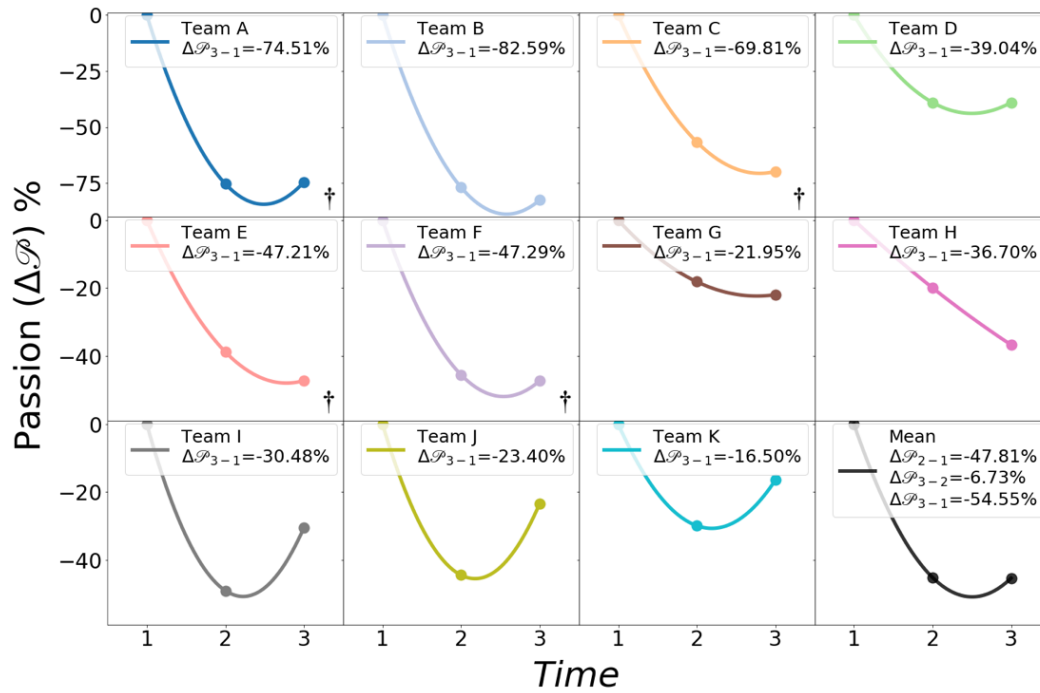 Passion (Δ𝒫) %
0
−25
−50
−75
Team A
Δ𝒫₃₋₁=-74.51%
†
Team B
Δ𝒫₃₋₁=-82.59%
Team C
Δ𝒫₃₋₁=-69.81%
†
Team D
Δ𝒫₃₋₁=-39.04%
0
−20
−40
Team E
Δ𝒫₃₋₁=-47.21%
†
Team F
Δ𝒫₃₋₁=-47.29%
†
Team G
Δ𝒫₃₋₁=-21.95%
Team H
Δ𝒫₃₋₁=-36.70%
0
−20
−40
Team I
Δ𝒫₃₋₁=-30.48%
Team J
Δ𝒫₃₋₁=-23.40%
Team K
Δ𝒫₃₋₁=-16.50%
Mean
Δ𝒫₂₋₁=-47.81%
Δ𝒫₃₋₂=-6.73%
Δ𝒫₃₋₁=-54.55%
1 2 3 1 2 3 1 2 3 1 2 3
Time